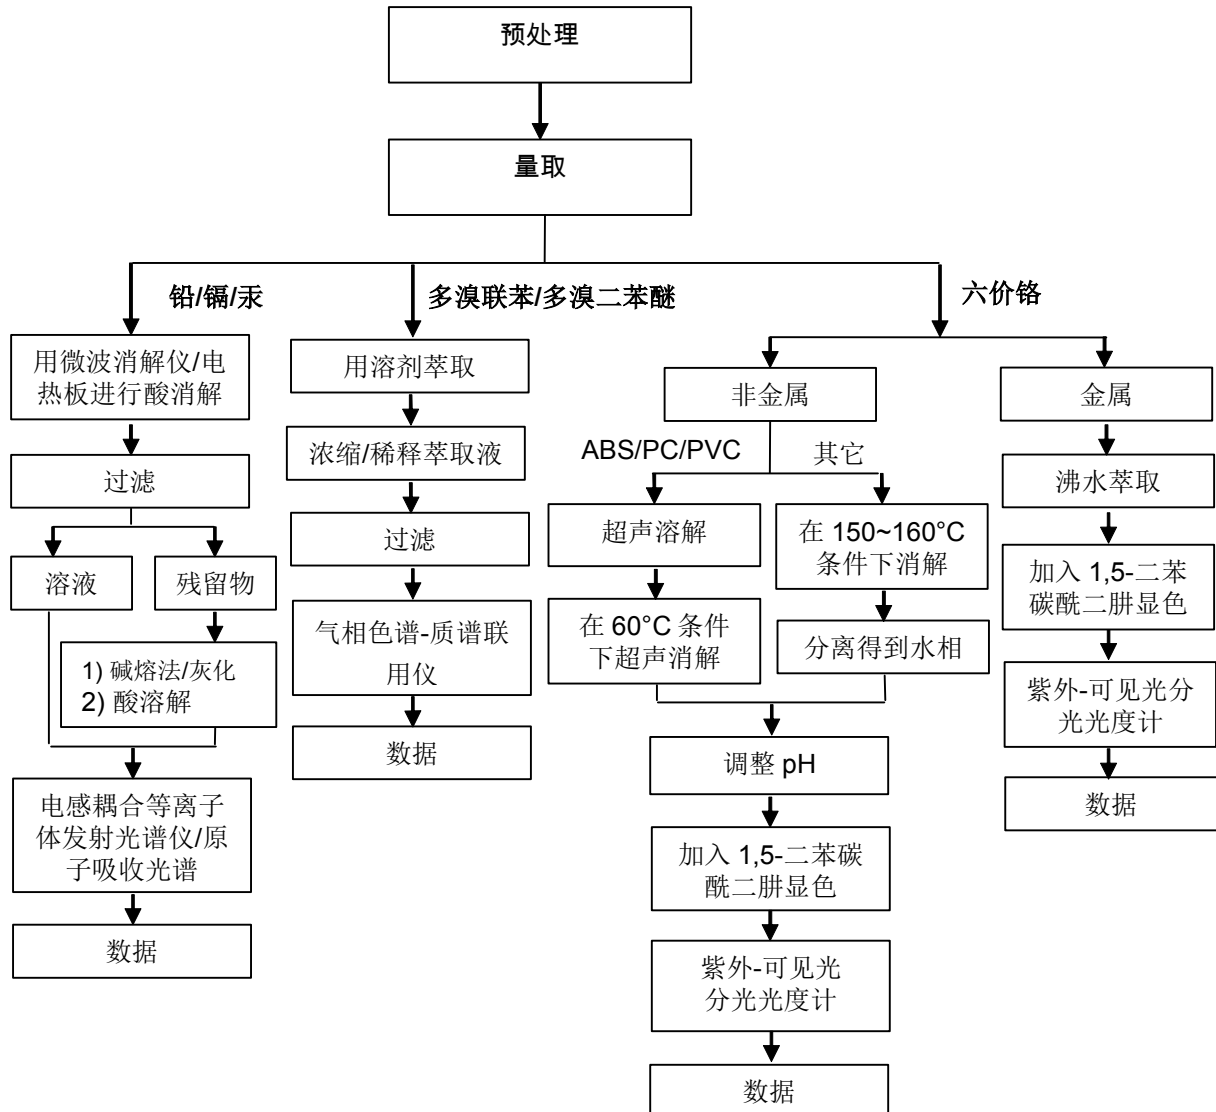 预处理
量取
铅/镉/汞
多溴联苯/多溴二苯醚
六价铬
用微波消解仪/电
热板进行酸消解
过滤
溶液
残留物
1) 碱熔法/灰化
2) 酸溶解
电感耦合等离子
体发射光谱仪/原
子吸收光谱
数据
用溶剂萃取
浓缩/稀释萃取液
过滤
气相色谱-质谱联
用仪
数据
非金属
ABS/PC/PVC
其它
超声溶解
在 60°C 条件
下超声消解
在 150~160°C
条件下消解
分离得到水相
调整 pH
加入 1,5-二苯碳
酰二肼显色
紫外-可见光
分光光度计
数据
金属
沸水萃取
加入 1,5-二苯
碳酰二肼显色
紫外-可见光分
光光度计
数据